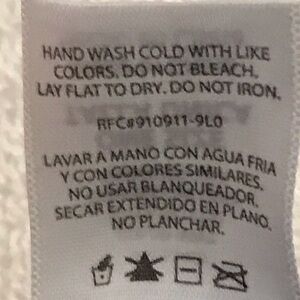 HAND WASH COLD WITH LIKE
COLORS. DO NOT BLEACH.
LAY FLAT TO DRY. DO NOT IRON.
RFC#910911-9L0
LAVAR A MANO CON AGUA FRIA
Y CON COLORES SIMILARES.
NO USAR BLANQUEADOR.
SECAR EXTENDIDO EN PLANO.
NO PLANCHAR.